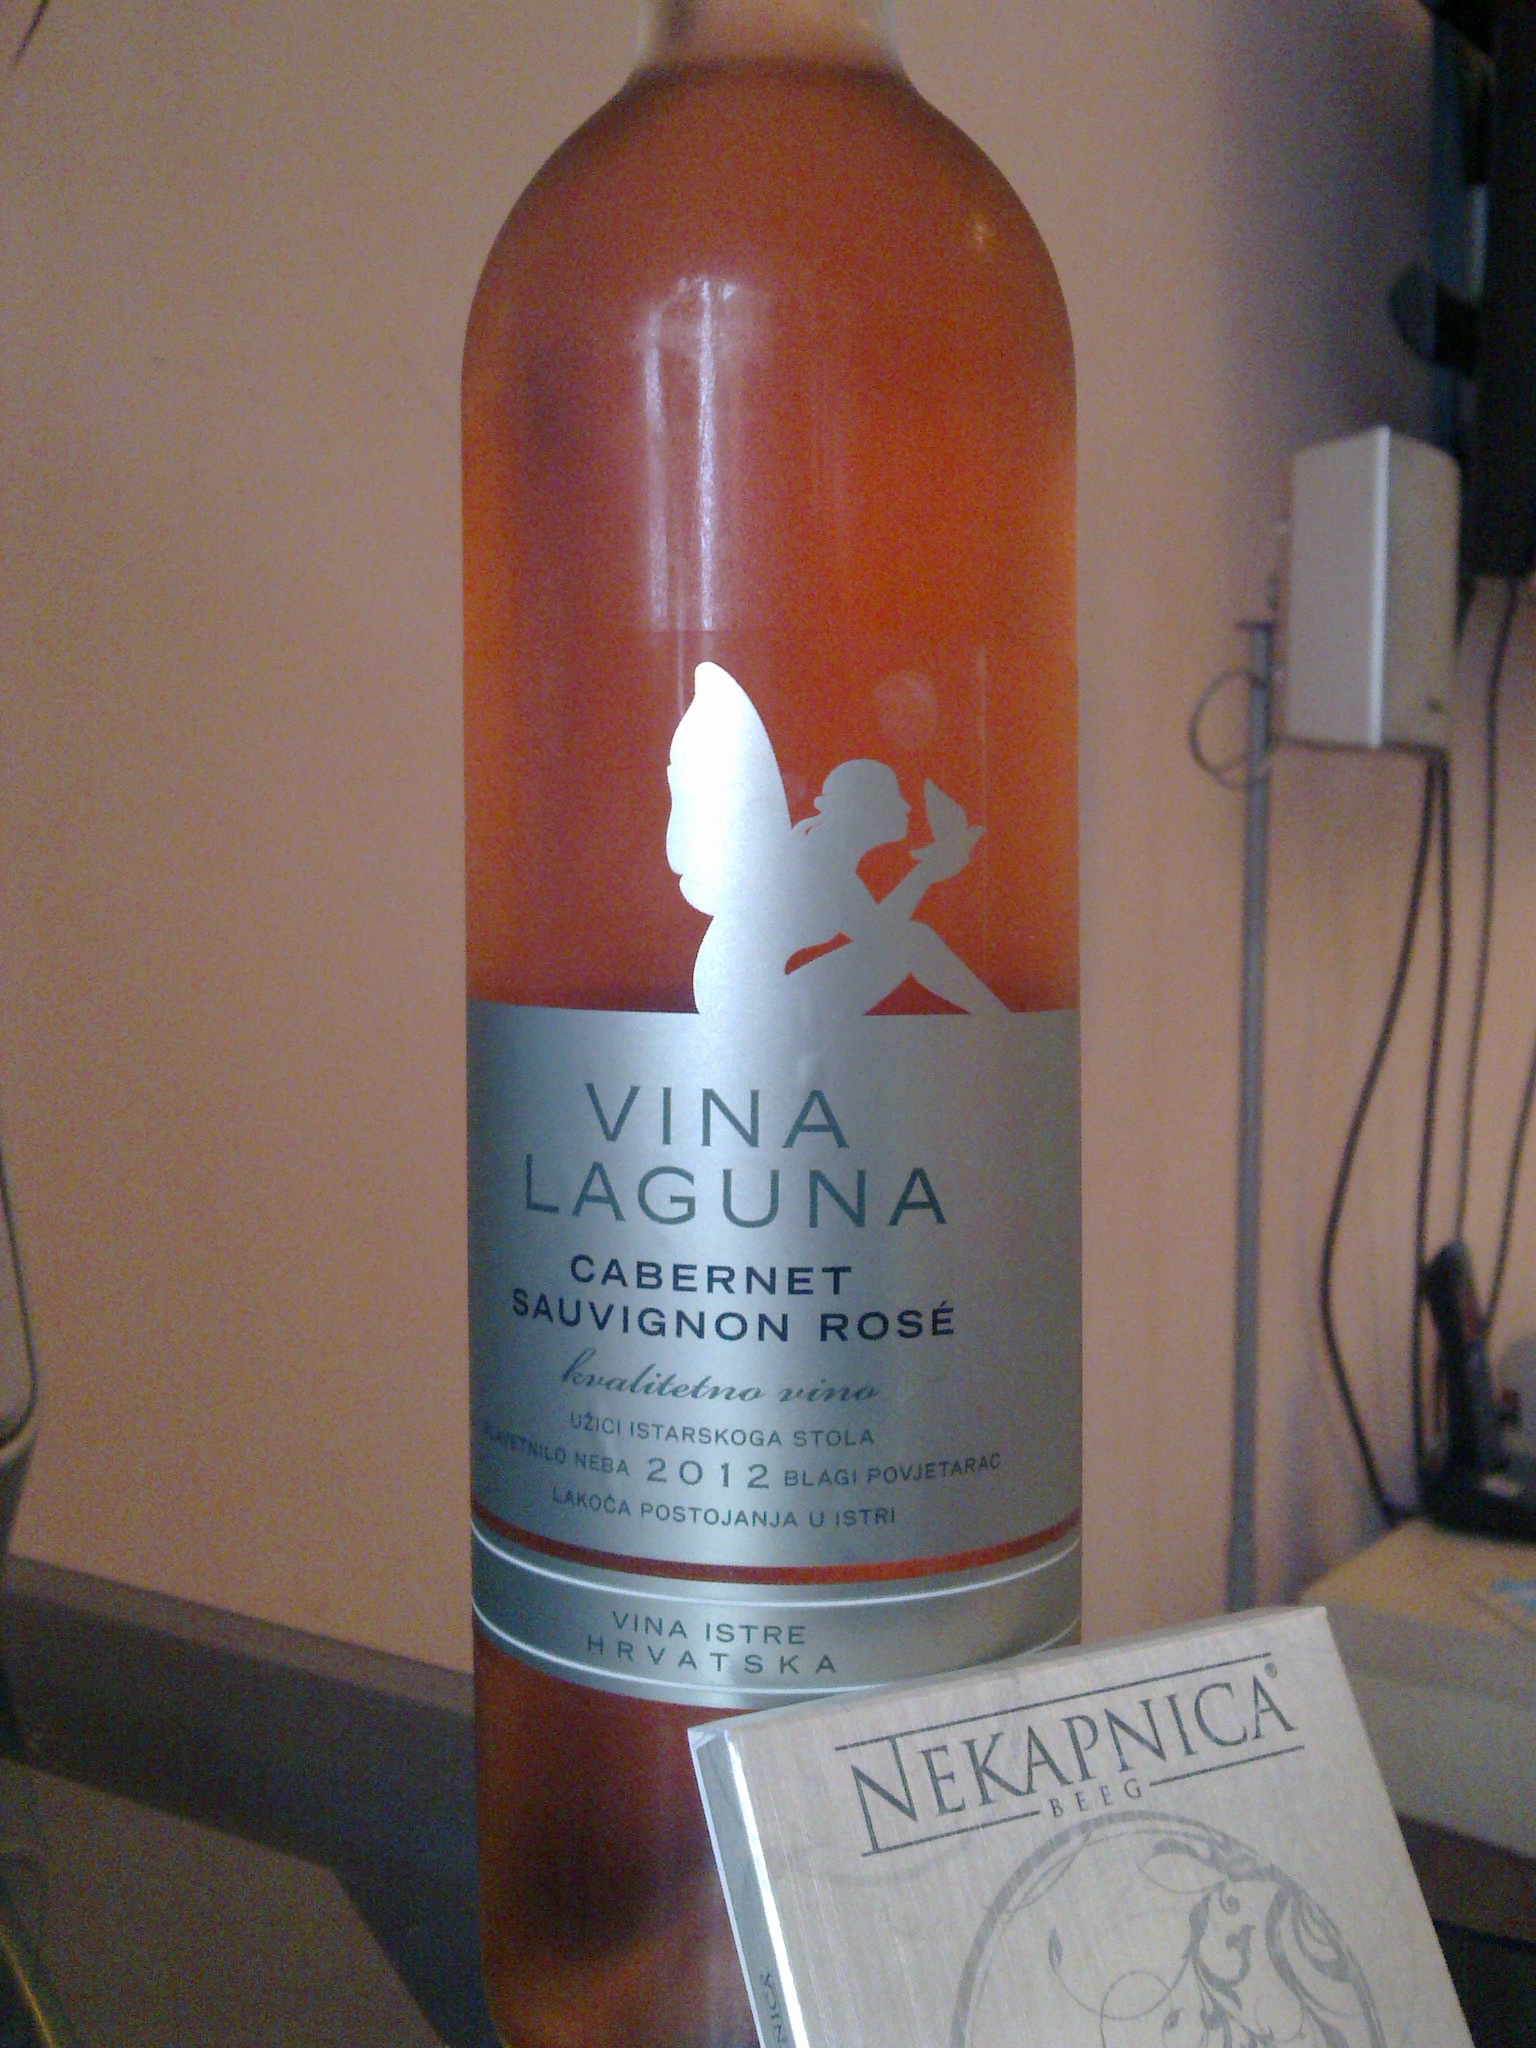 VINA
LAGUNA
CABERNET
SAUVIGNON ROSÉ
kvalitetno vino
UŽICI ISTARSKOGA STOLA
PLAVETNILO NEBA 2012 BLAGI POVJETARAC
LAKOĆA POSTOJANJA U ISTRI
VINA ISTRE
HRVATSKA
NEKAPNICA®
BEEG